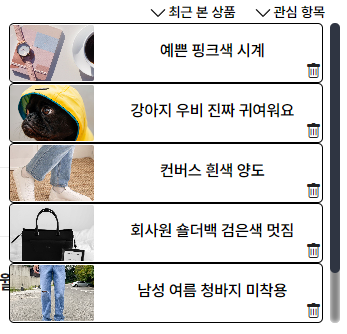 최근 본 상품 관심 항목
예쁜 핑크색 시계
강아지 우비 진짜 귀여워요
컨버스 흰색 양도
회사원 숄더백 검은색 멋짐
남성 여름 청바지 미착용